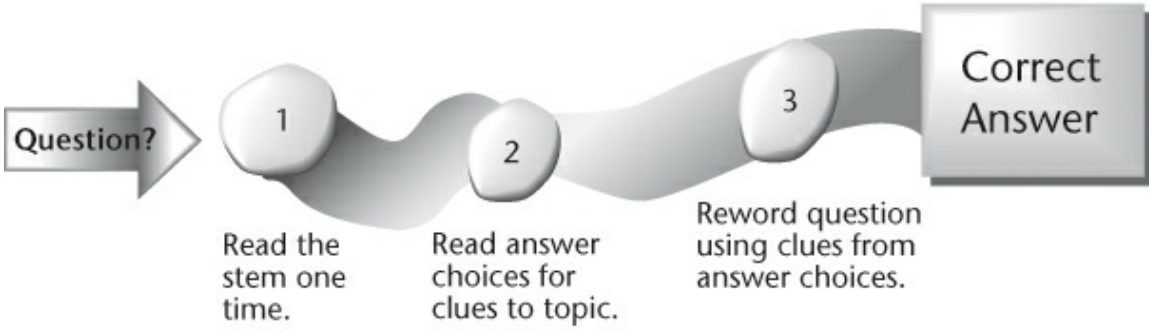 Question?
1
2
3
Correct
Answer
Read the
stem one
time.
Read answer
choices for
clues to topic.
Reword question
using clues from
answer choices.